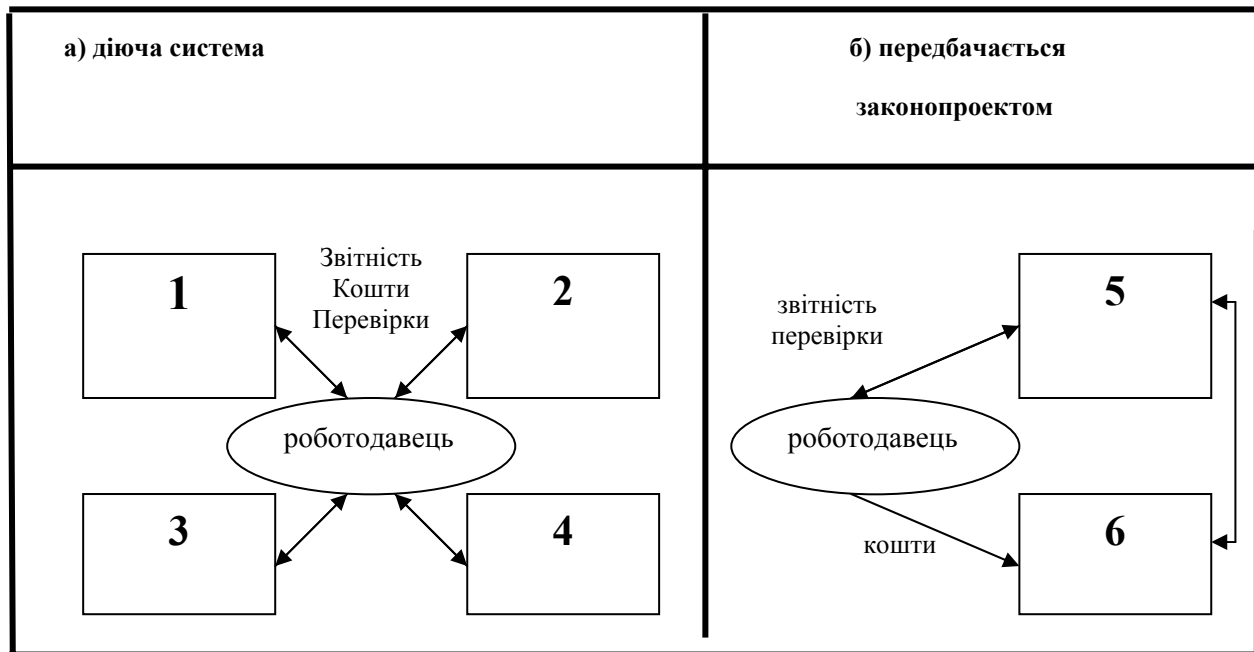 а) діюча система
б) передбачається
законопроектом
1
Звітність
Кошти
Перевірки
2
роботодавець
3
4
5
звітність
перевірки
роботодавець
6
кошти